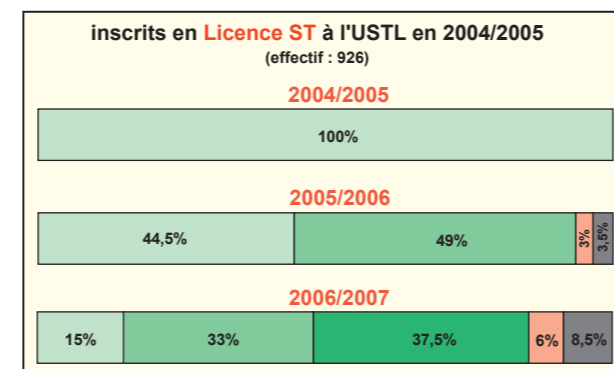 inscrits en Licence ST à l'USTL en 2004/2005
(effectif : 926)
2004/2005
100%
2005/2006
44,5% 49% 3% 3,5%
2006/2007
15% 33% 37,5% 6% 8,5%